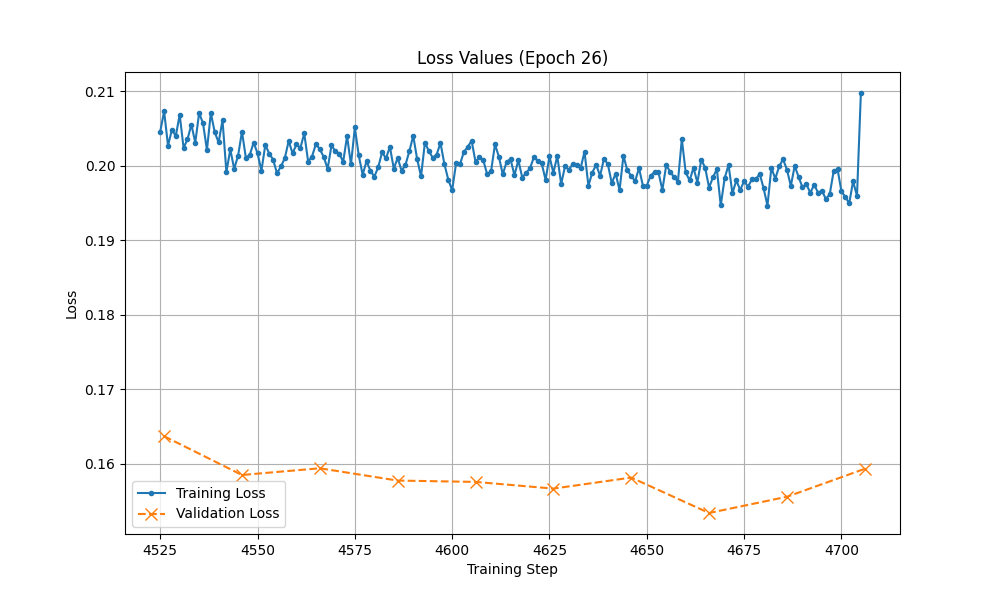 Loss Values (Epoch 26)
0.21
0.20
0.19
0.18
0.17
0.16
Loss
Training Loss
Validation Loss
4525 4550 4575 4600 4625 4650 4675 4700
Training Step